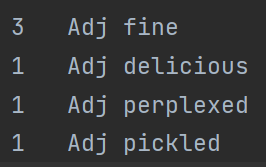 3 Adj fine
1 Adj delicious
1 Adj perplexed
1 Adj pickled